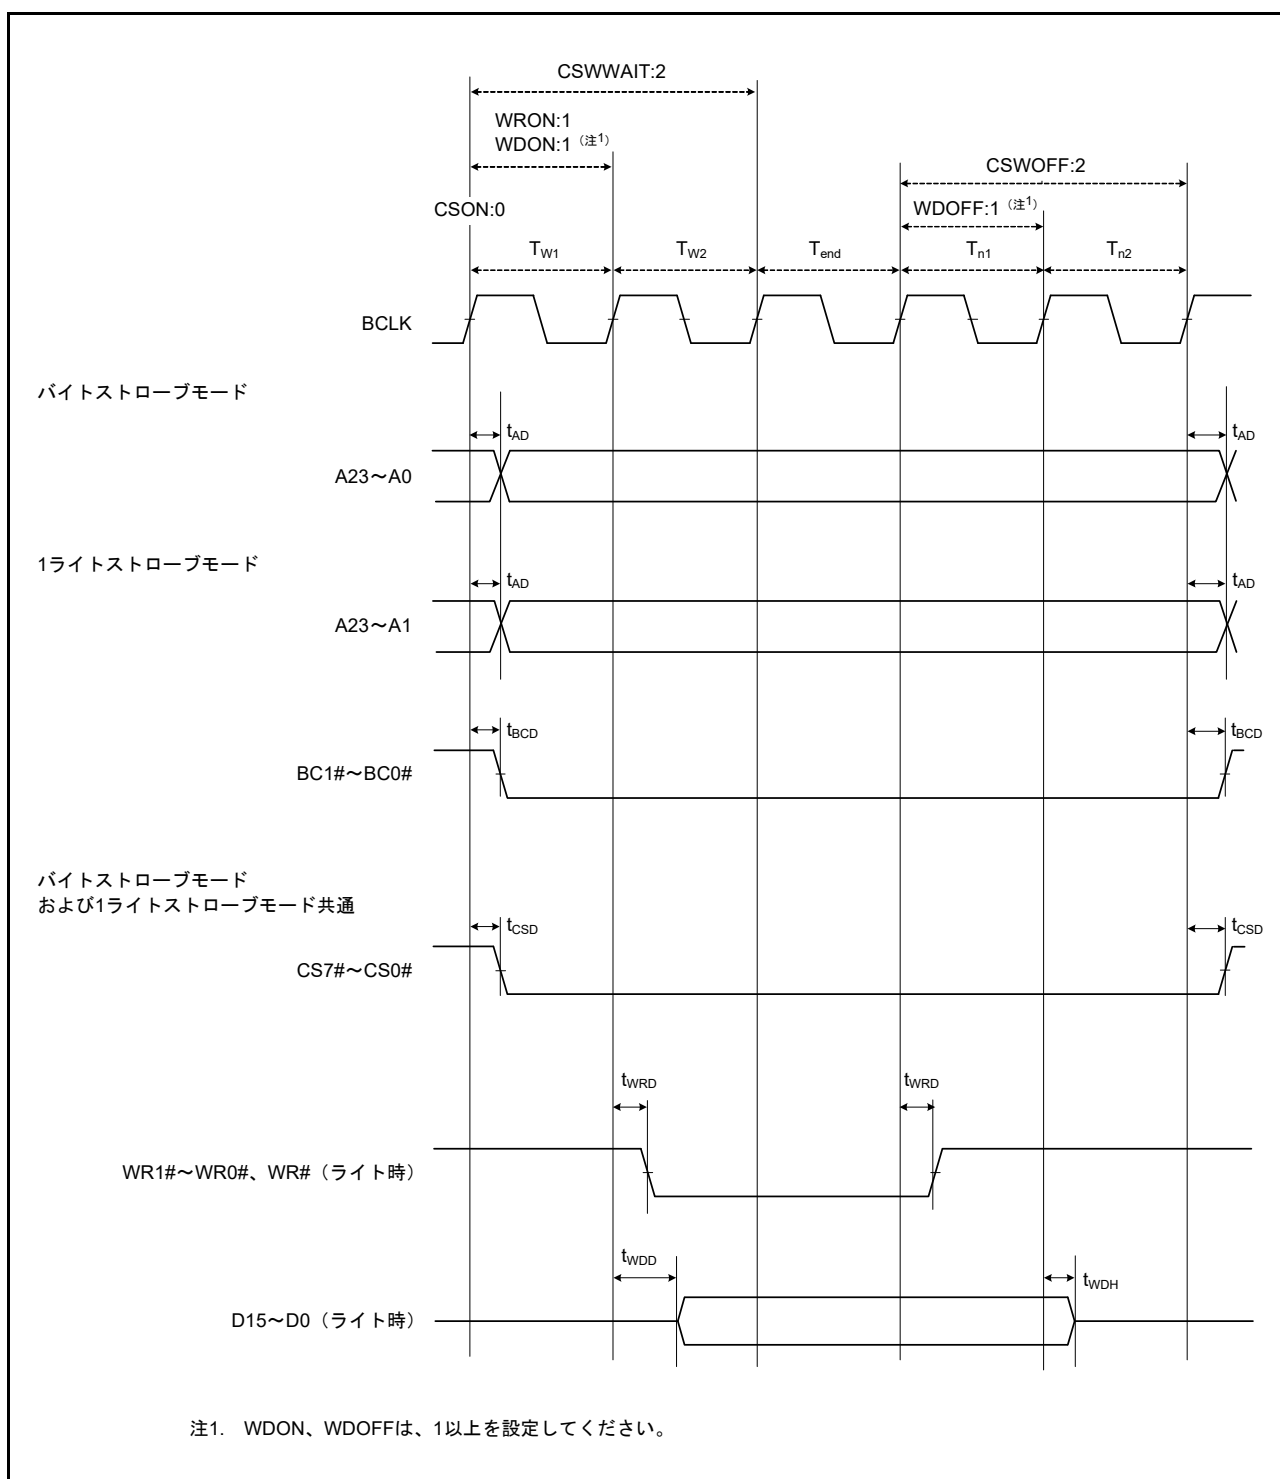 CSWWAIT:2
WRON:1
WDON:1 (注1)
CSWOFF:2
CSON:0
WDOFF:1 (注1)
TW1
TW2
Tend
Tn1
Tn2
BCLK
バイトストローブモード
tAD
tAD
A23～A0
1ライトストローブモード
tAD
tAD
A23～A1
tBCD
tBCD
BC1#～BC0#
バイトストローブモード
および1ライトストローブモード共通
tCSD
tCSD
CS7#～CS0#
tWRD
tWRD
WR1#～WR0#、WR#（ライト時）
tWDD
tWDH
D15～D0（ライト時）
注1. WDON、WDOFFは、1以上を設定してください。